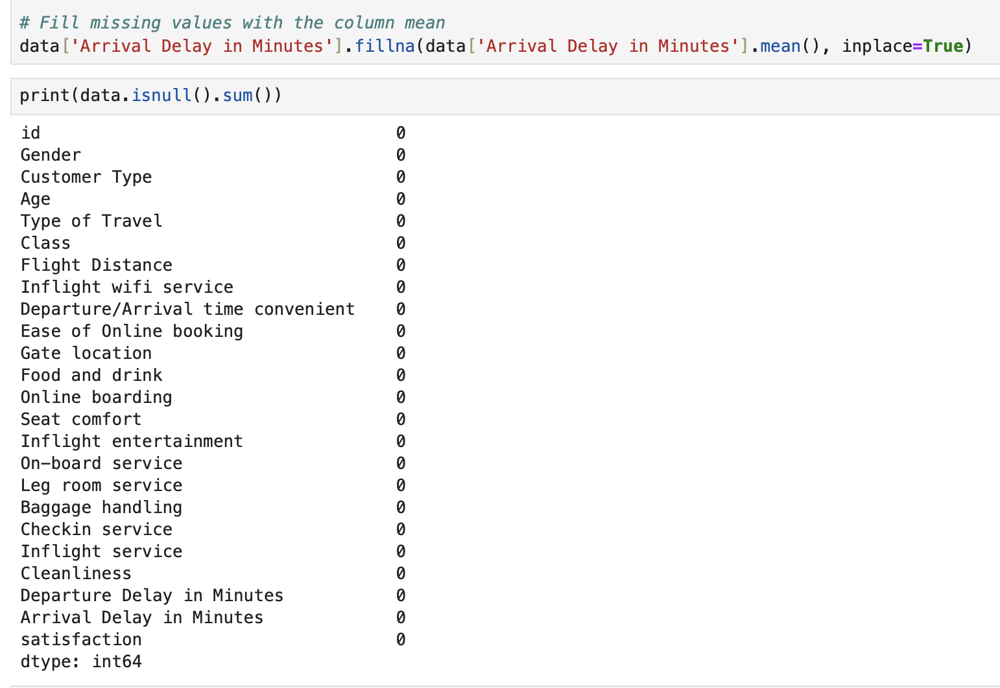 # Fill missing values with the column mean
data['Arrival Delay in Minutes'].fillna(data['Arrival Delay in Minutes'].mean(), inplace=True)
print(data.isnull().sum())
id 0
Gender 0
Customer Type 0
Age 0
Type of Travel 0
Class 0
Flight Distance 0
Inflight wifi service 0
Departure/Arrival time convenient 0
Ease of Online booking 0
Gate location 0
Food and drink 0
Online boarding 0
Seat comfort 0
Inflight entertainment 0
On-board service 0
Leg room service 0
Baggage handling 0
Checkin service 0
Inflight service 0
Cleanliness 0
Departure Delay in Minutes 0
Arrival Delay in Minutes 0
satisfaction 0
dtype: int64